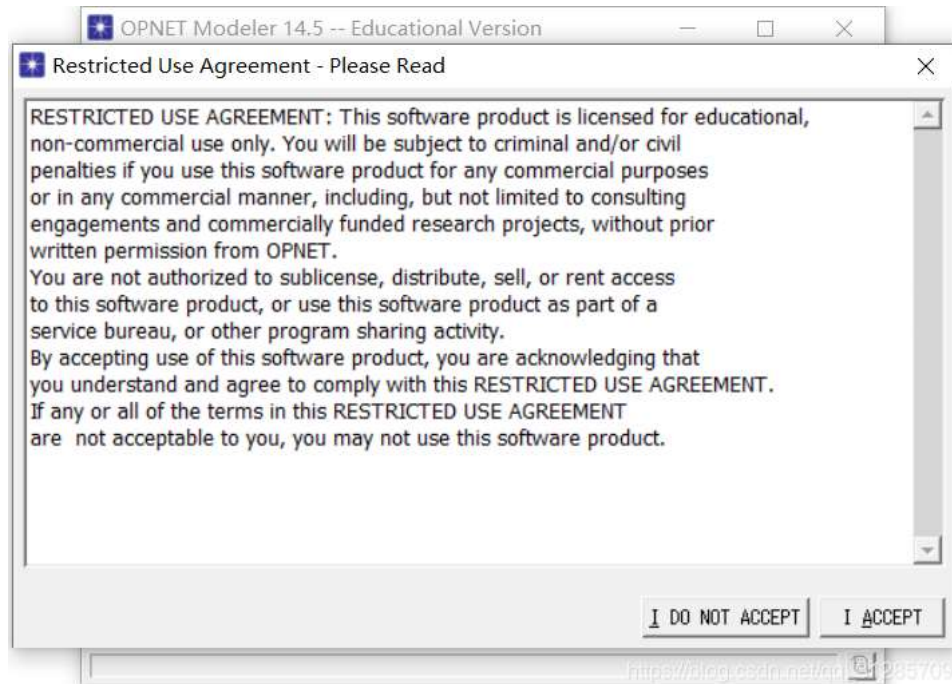 OPNET Modeler 14.5 -- Educational Version
Restricted Use Agreement - Please Read
RESTRICTED USE AGREEMENT: This software product is licensed for educational,
non-commercial use only. You will be subject to criminal and/or civil
penalties if you use this software product for any commercial purposes
or in any commercial manner, including, but not limited to consulting
engagements and commercially funded research projects, without prior
written permission from OPNET.
You are not authorized to sublicense, distribute, sell, or rent access
to this software product, or use this software product as part of a
service bureau, or other program sharing activity.
By accepting use of this software product, you are acknowledging that
you understand and agree to comply with this RESTRICTED USE AGREEMENT.
If any or all of the terms in this RESTRICTED USE AGREEMENT
are  not acceptable to you, you may not use this software product.
I DO NOT ACCEPT
I ACCEPT